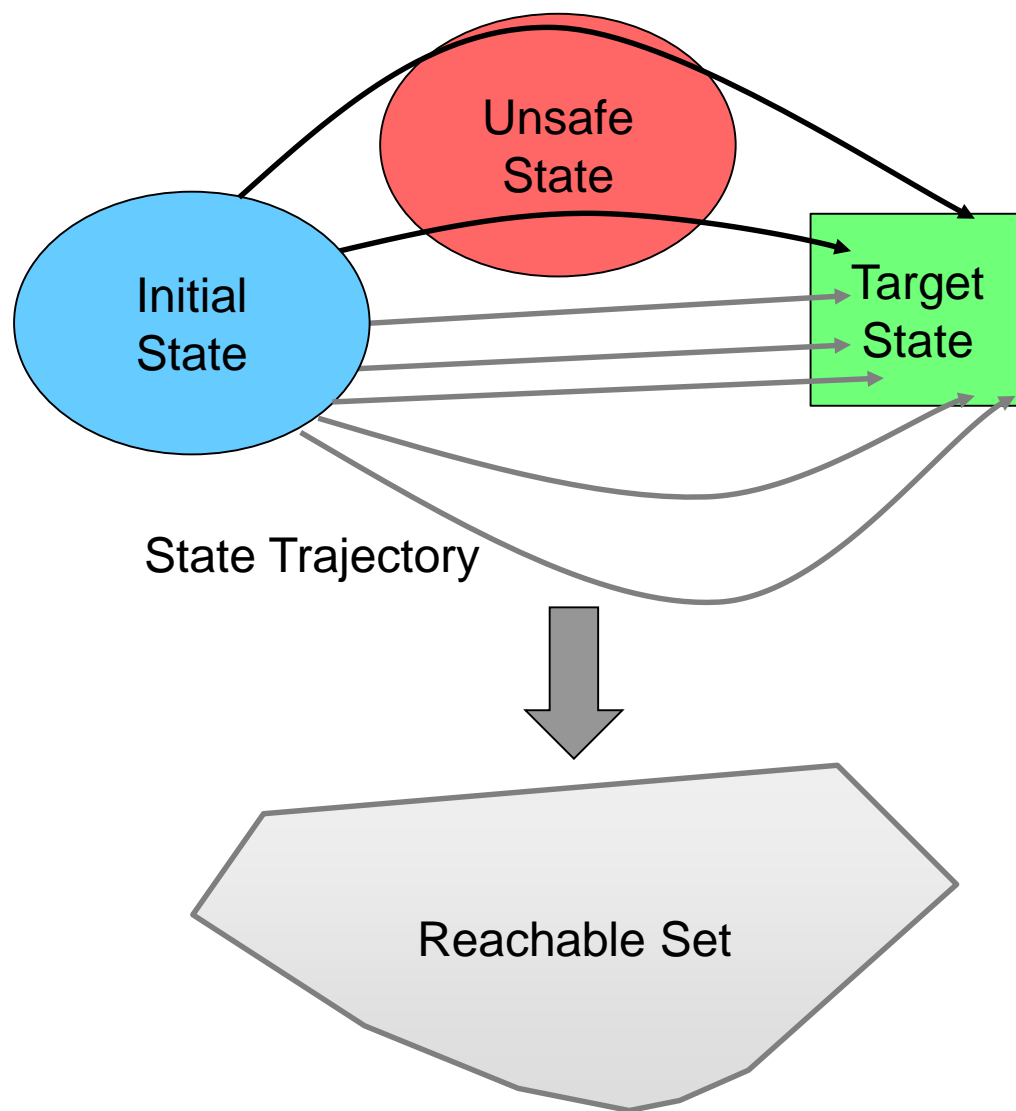 Unsafe
State
Initial
State
Target
State
State Trajectory
Reachable Set